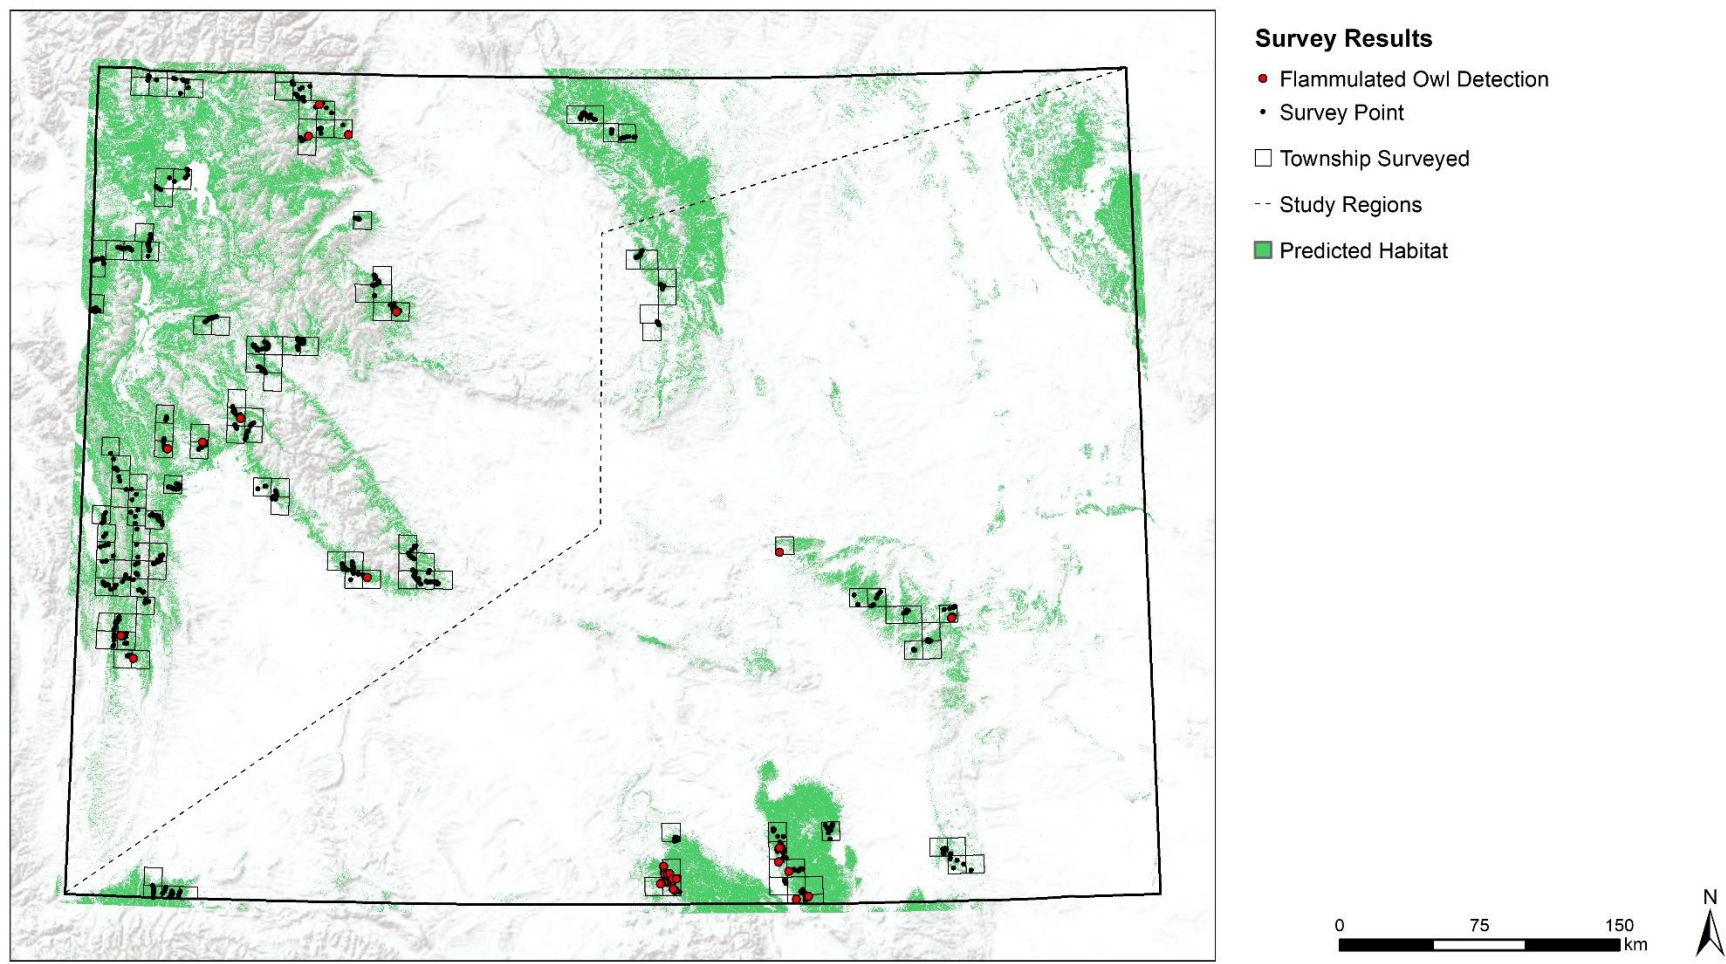 Survey Results
Flammulated Owl Detection
Survey Point
Township Surveyed
Study Regions
Predicted Habitat
N
0 75 150
km